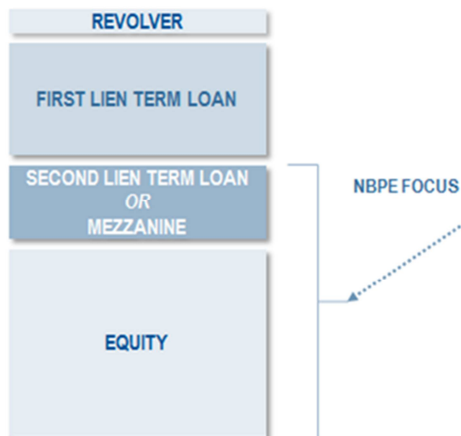 REVOLVER
FIRST LIEN TERM LOAN
SECOND LIEN TERM LOAN
OR
MEZZANINE
NBPE FOCUS
EQUITY